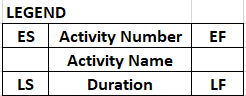 LEGEND
ES Activity Number EF
Activity Name
LS Duration LF